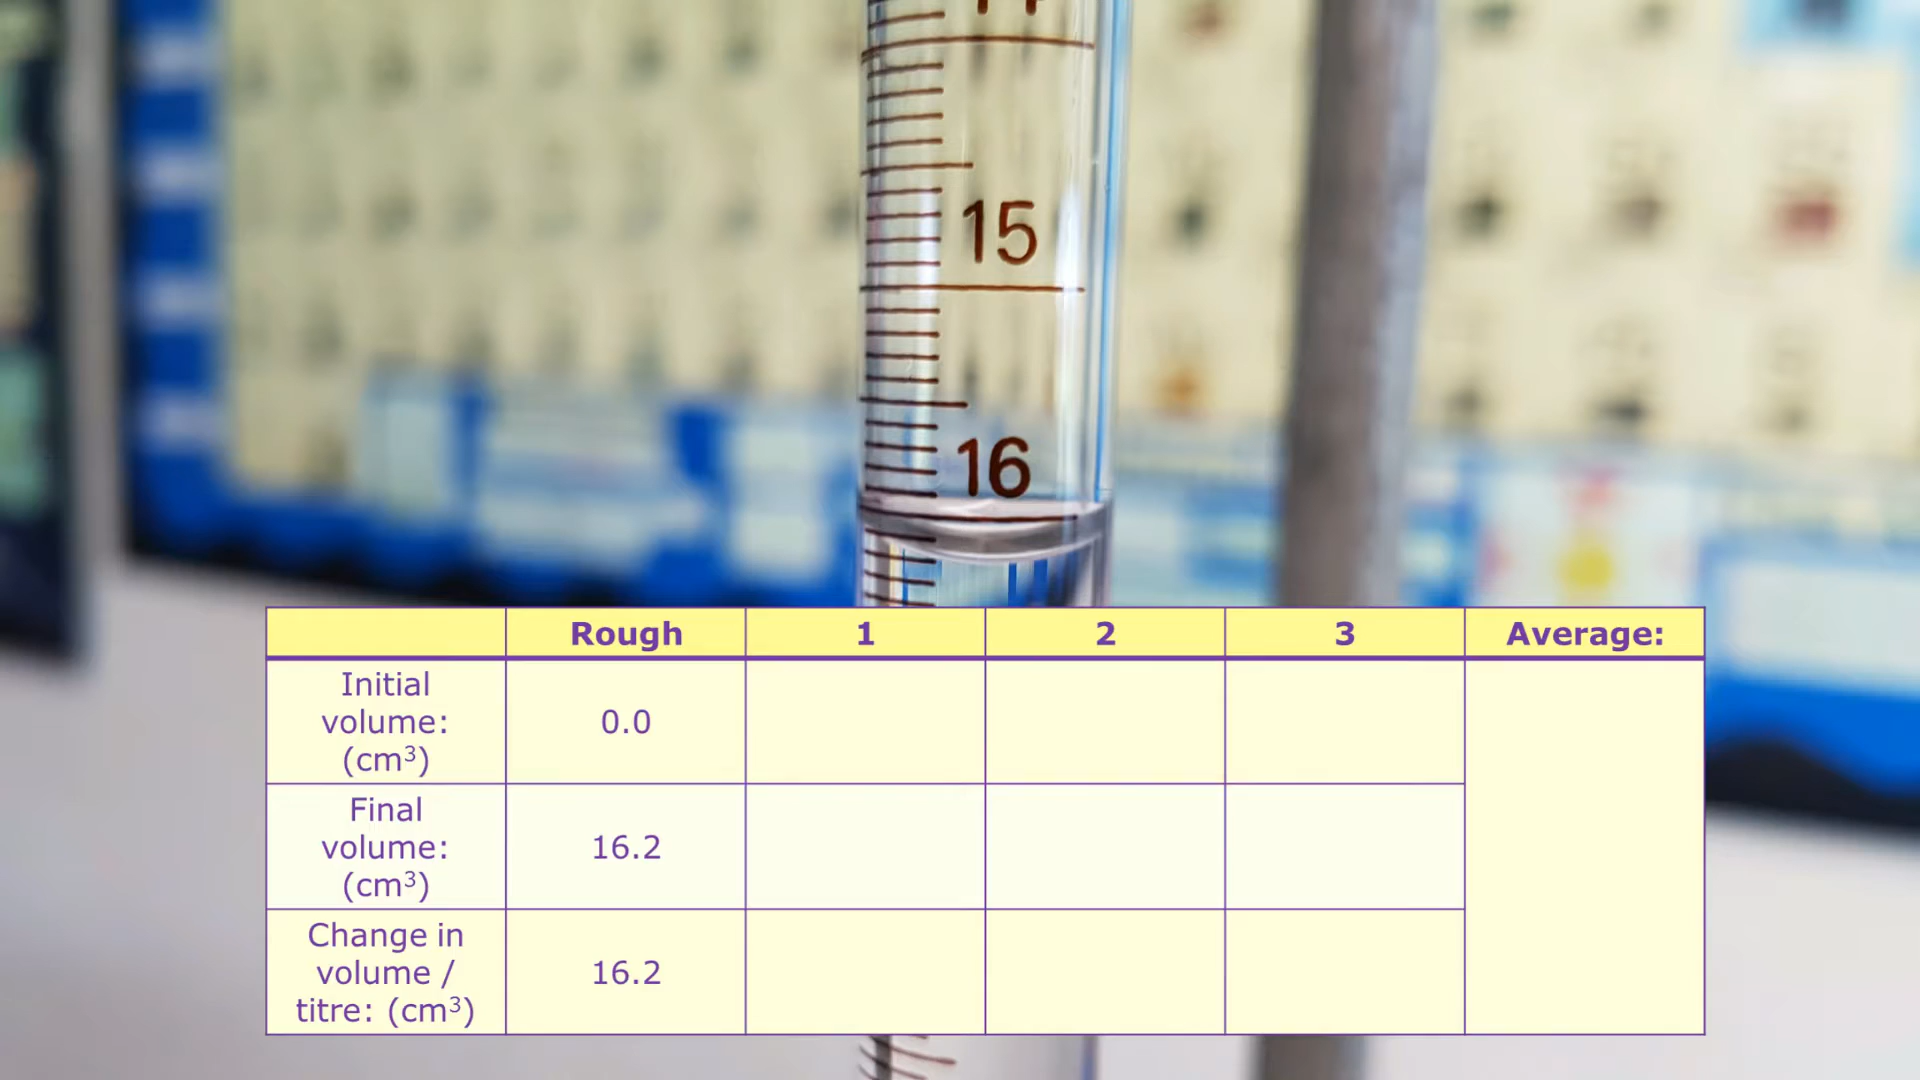 15
16
Rough 1 2 3 Average:
Initial
volume:
(cm³)
0.0
Final
volume:
(cm³)
16.2
Change in
volume /
titre: (cm³)
16.2